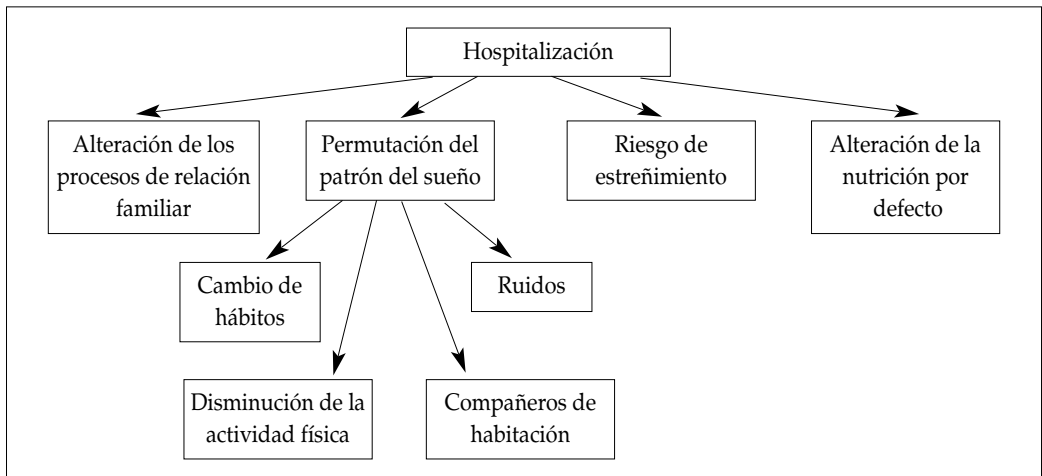 Hospitalización
Alteración de los
procesos de relación
familiar
Permutación del
patrón del sueño
Riesgo de
estreñimiento
Alteración de la
nutrición por
defecto
Cambio de
hábitos
Ruidos
Disminución de la
actividad física
Compañeros de
habitación